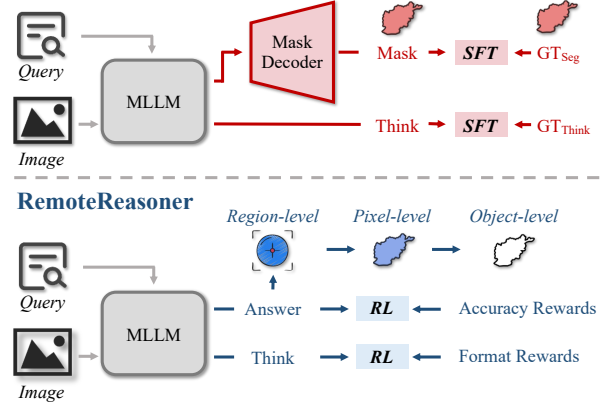 Query
Image
MLLM
Mask
Decoder
Mask
SFT
GTSeg
Think
SFT
GTThink
RemoteReasoner
Region-level
Pixel-level
Object-level
Query
Image
MLLM
Answer
RL
Accuracy Rewards
Think
RL
Format Rewards